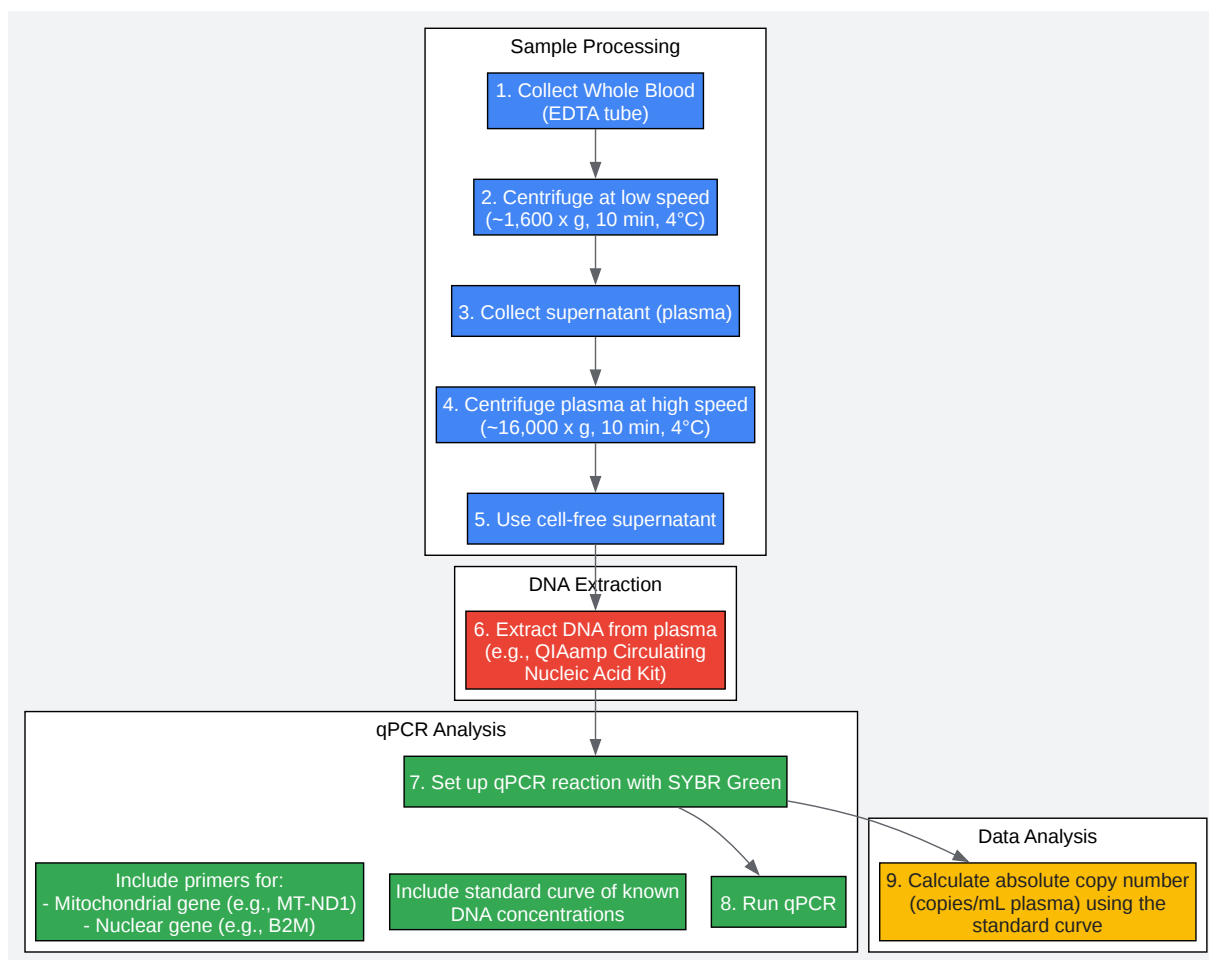 Sample Processing
1. Collect Whole Blood
(EDTA tube)
2. Centrifuge at low speed
(~1,600 x g, 10 min, 4°C)
3. Collect supernatant (plasma)
4. Centrifuge plasma at high speed
(~16,000 x g, 10 min, 4°C)
5. Use cell-free supernatant
DNA Extraction
6. Extract DNA from plasma
(e.g., QIAamp Circulating
Nucleic Acid Kit)
qPCR Analysis
7. Set up qPCR reaction with SYBR Green
Include primers for:
- Mitochondrial gene (e.g., MT-ND1)
- Nuclear gene (e.g., B2M)
Include standard curve of known
DNA concentrations
8. Run qPCR
Data Analysis
9. Calculate absolute copy number
(copies/mL plasma) using the
standard curve